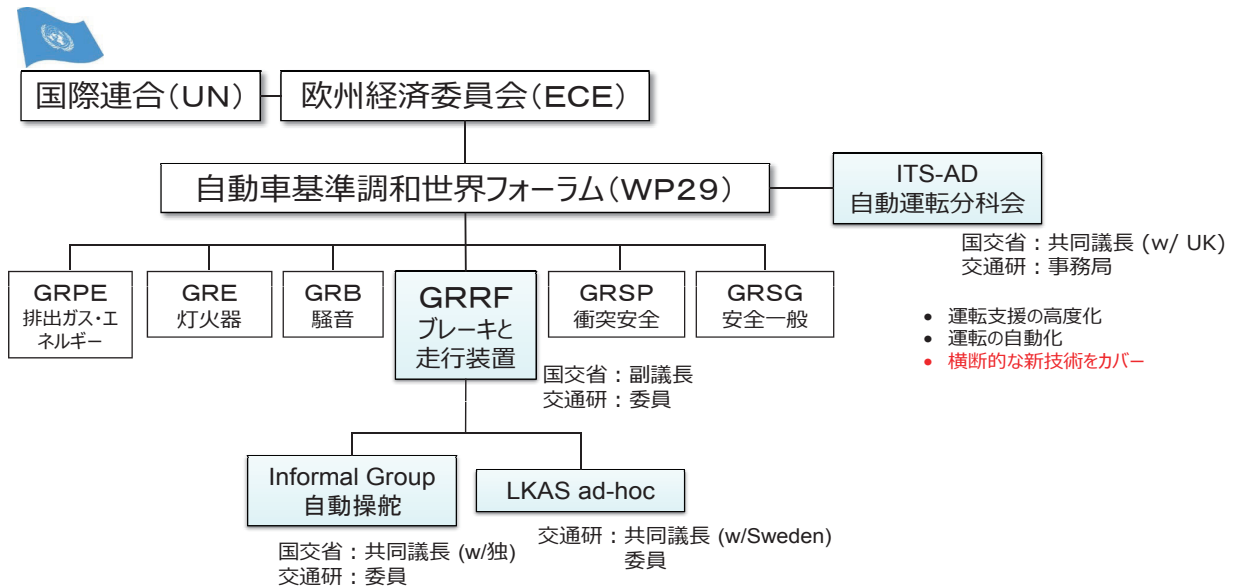 国際連合(UN)
欧州経済委員会(ECE)
自動車基準調和世界フォーラム(WP29)
ITS-AD
自動運転分科会
国交省：共同議長 (w/ UK)
交通研：事務局
GRPE
排出ガス・エ
ネルギー
GRE
灯火器
GRB
騒音
GRRF
ブレーキと
走行装置
GRSP
衝突安全
GRSG
安全一般
• 運転支援の高度化
• 運転の自動化
• 横断的な新技術をカバー
国交省：副議長
交通研：委員
Informal Group
自動操舵
LKAS ad-hoc
国交省：共同議長 (w/独)
交通研：委員
交通研：共同議長 (w/Sweden)
委員